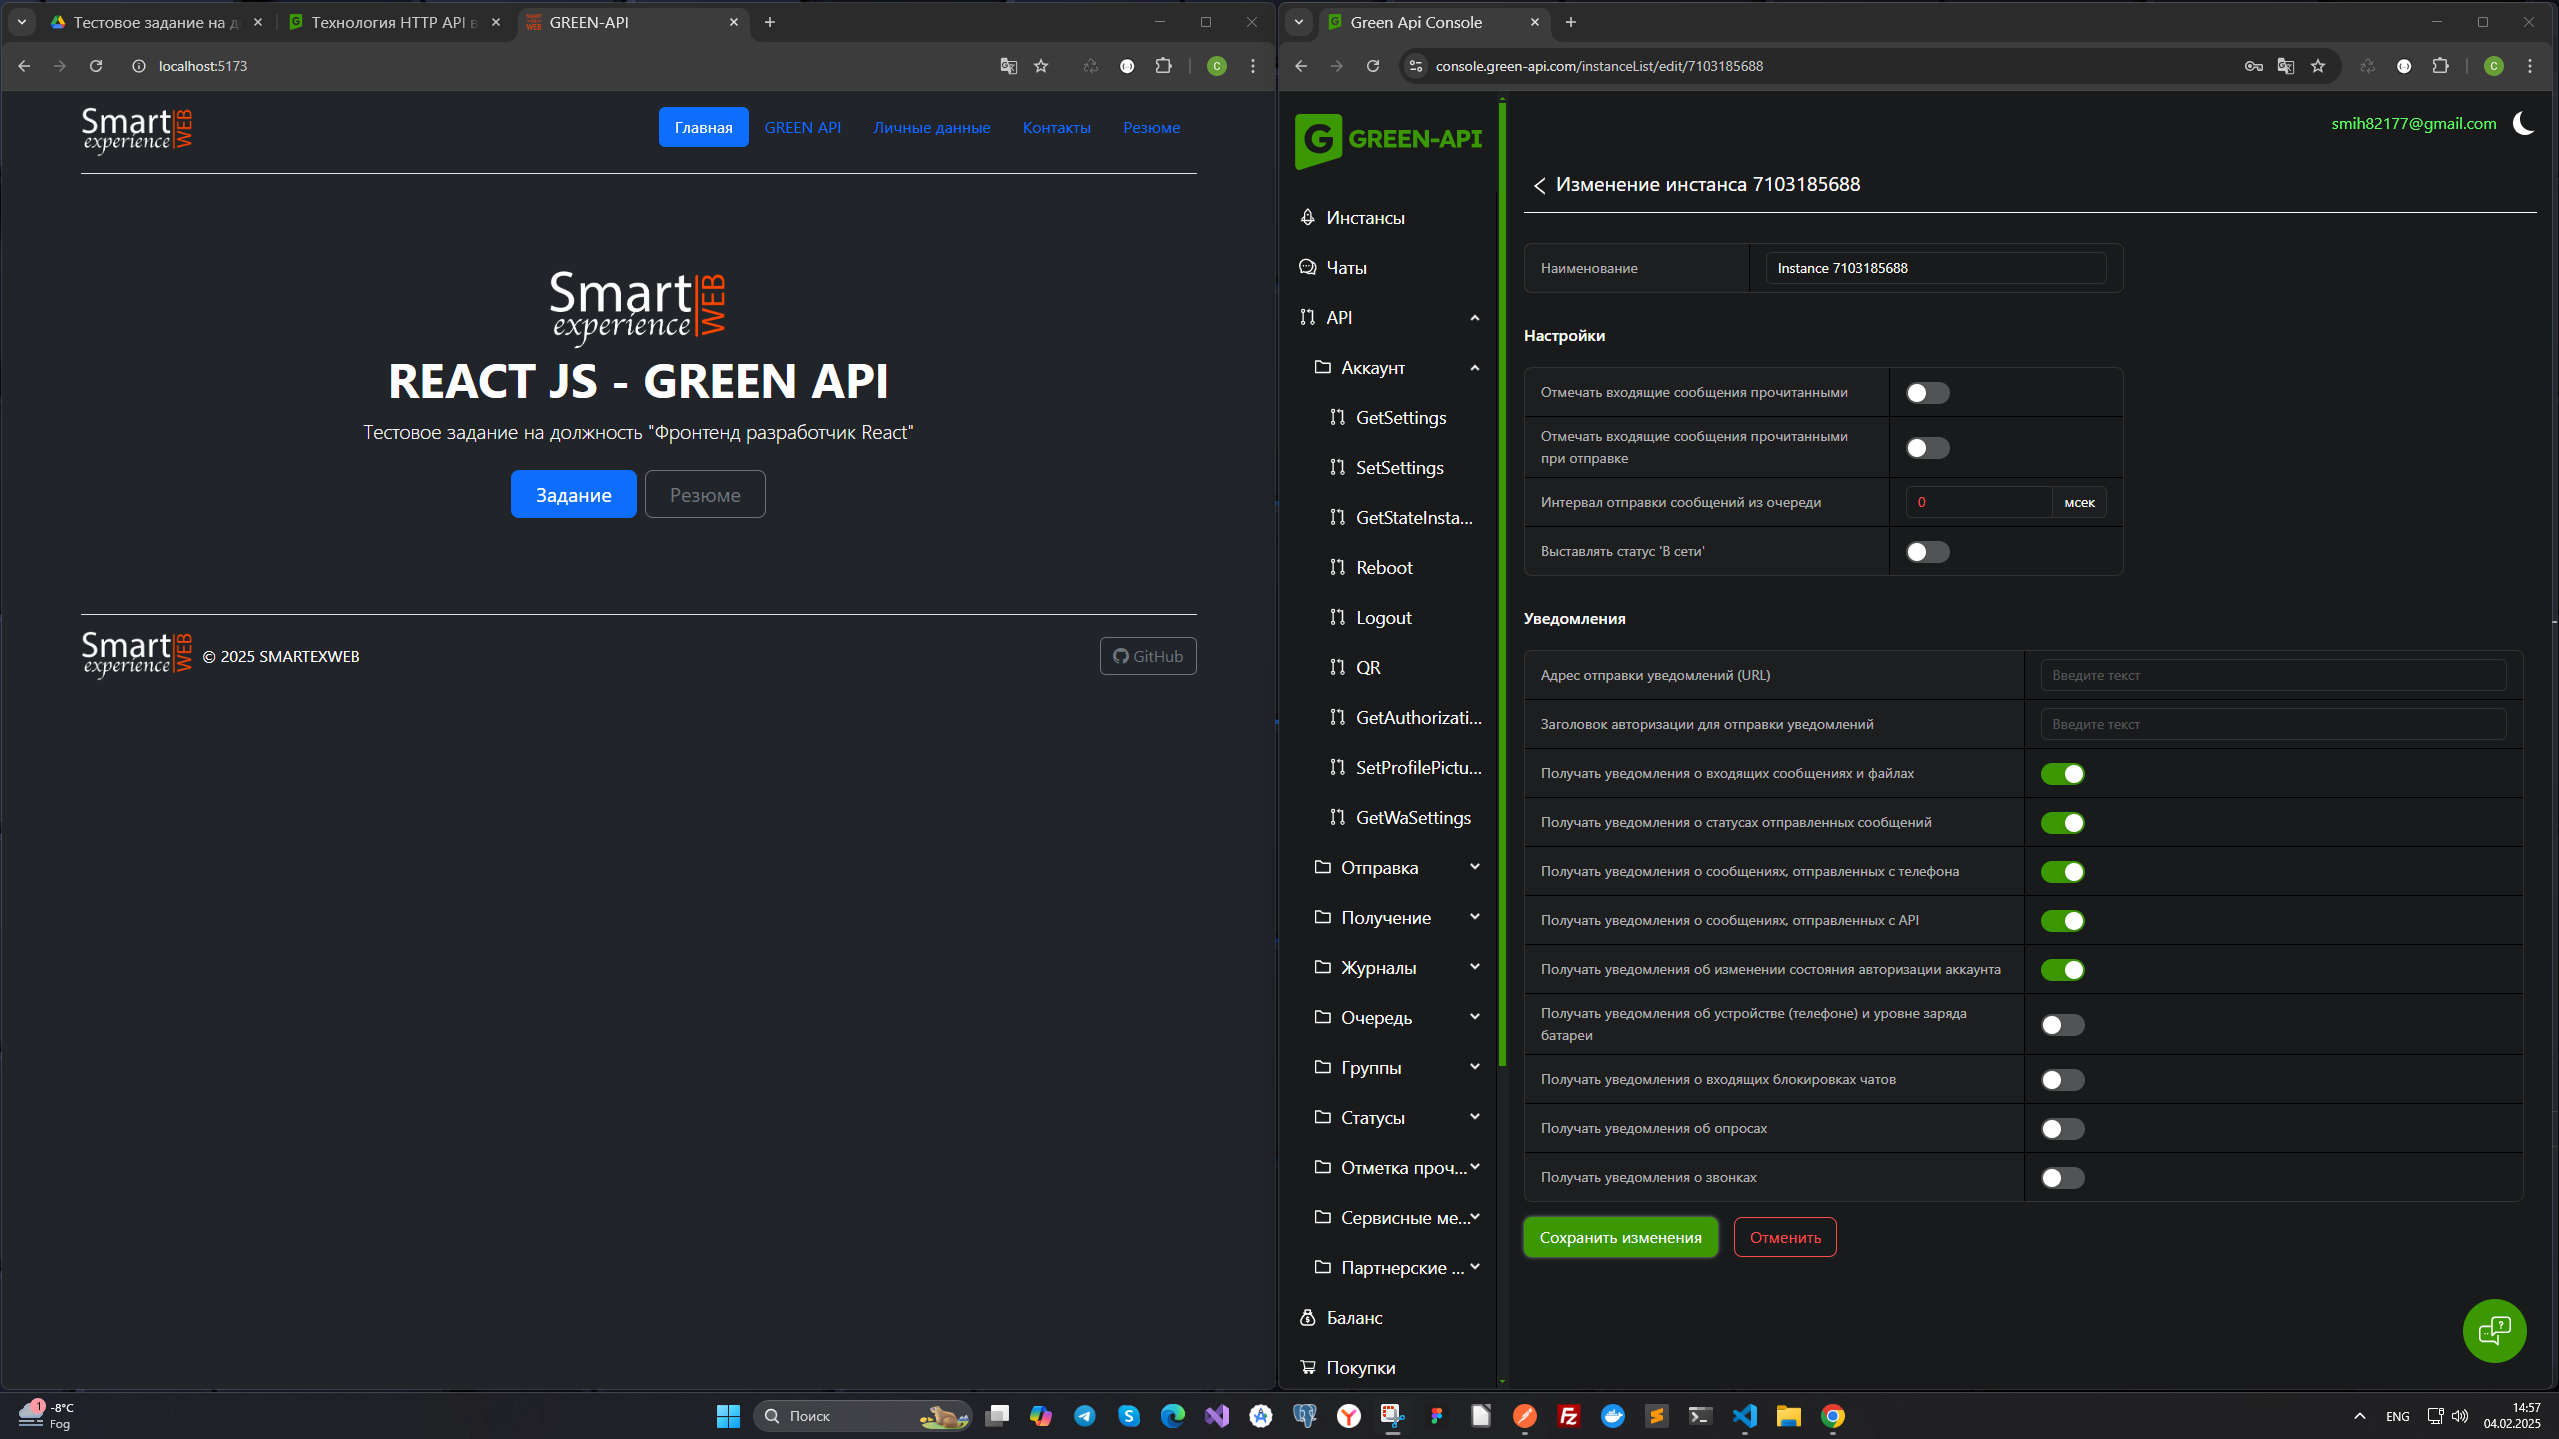 Тестовое задание на д
Технология HTTP API в
GREEN-API
localhost:5173
C
Smart
experience
WEB
Главная
GREEN API
Личные данные
Контакты
Резюме
Smart
experience
WEB
REACT JS - GREEN API
Тестовое задание на должность "Фронтенд разработчик React"
Задание
Резюме
Smart
experience
WEB
© 2025 SMARTEXWEB
GitHub
Green Api Console
console.green-api.com/instanceList/edit/7103185688
C
G GREEN-API
smih82177@gmail.com
Инстансы
Чаты
API
Аккаунт
GetSettings
SetSettings
GetStateInsta...
Reboot
Logout
QR
GetAuthorizati...
SetProfilePictu...
GetWaSettings
Отправка
Получение
Журналы
Очередь
Группы
Статусы
Отметка проч...
Сервисные ме...
Партнерские ...
Баланс
Покупки
Изменение инстанса 7103185688
Наименование
Instance 7103185688
Настройки
Отмечать входящие сообщения прочитанными
Отмечать входящие сообщения прочитанными
при отправке
Интервал отправки сообщений из очереди
0
мсек
Выставлять статус 'В сети'
Уведомления
Адрес отправки уведомлений (URL)
Введите текст
Заголовок авторизации для отправки уведомлений
Введите текст
Получать уведомления о входящих сообщениях и файлах
Получать уведомления о статусах отправленных сообщений
Получать уведомления о сообщениях, отправленных с телефона
Получать уведомления о сообщениях, отправленных с API
Получать уведомления об изменении состояния авторизации аккаунта
Получать уведомления об устройстве (телефоне) и уровне заряда
батареи
Получать уведомления о входящих блокировках чатов
Получать уведомления об опросах
Получать уведомления о звонках
Сохранить изменения
Отменить
1
-8°C
Fog
Поиск
ENG
14:57
04.02.2025